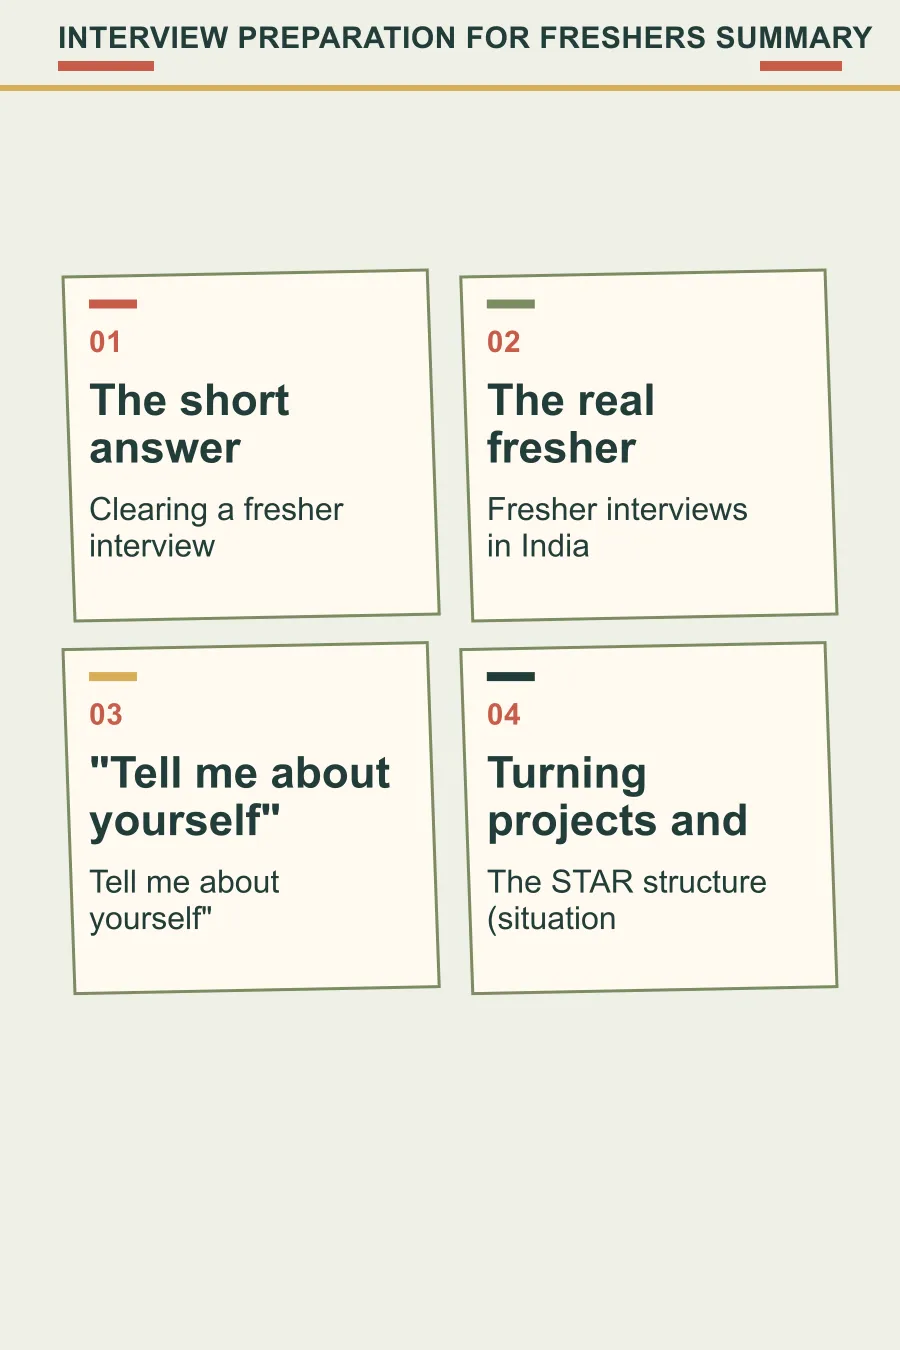 INTERVIEW PREPARATION FOR FRESHERS SUMMARY
01
The short
answer
Clearing a fresher
interview
02
The real
fresher
Fresher interviews
in India
03
"Tell me about
yourself"
Tell me about
yourself"
04
Turning
projects and
The STAR structure
(situation